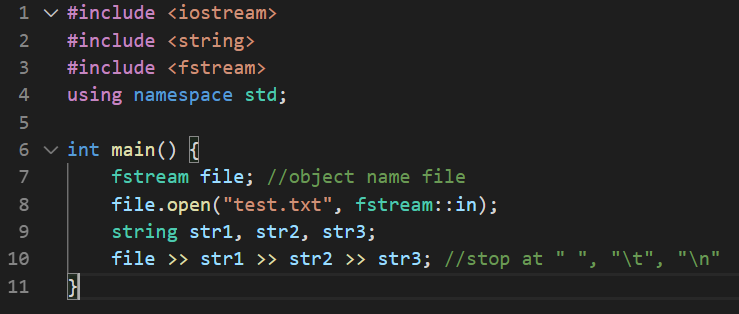 1 #include <iostream>
2 #include <string>
3 #include <fstream>
4 using namespace std;
5
6 int main() {
7 fstream file; //object name file
8 file.open("test.txt", fstream::in);
9 string str1, str2, str3;
10 file >> str1 >> str2 >> str3; //stop at " ", "\t", "\n"
11 }